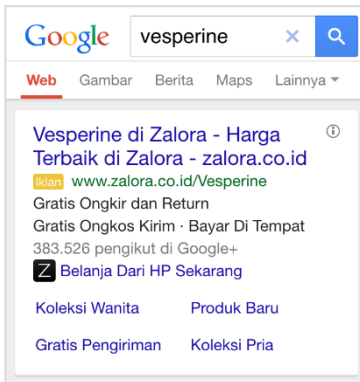 Google vesperine ×
Web Gambar Berita Maps Lainnya
Vesperine di Zalora - Harga
Terbaik di Zalora - zalora.co.id
Iklan www.zalora.co.id/Vesperine
Gratis Ongkir dan Return
Gratis Ongkos Kirim · Bayar Di Tempat
383.526 pengikut di Google+
Z Belanja Dari HP Sekarang
Koleksi Wanita Produk Baru
Gratis Pengiriman Koleksi Pria